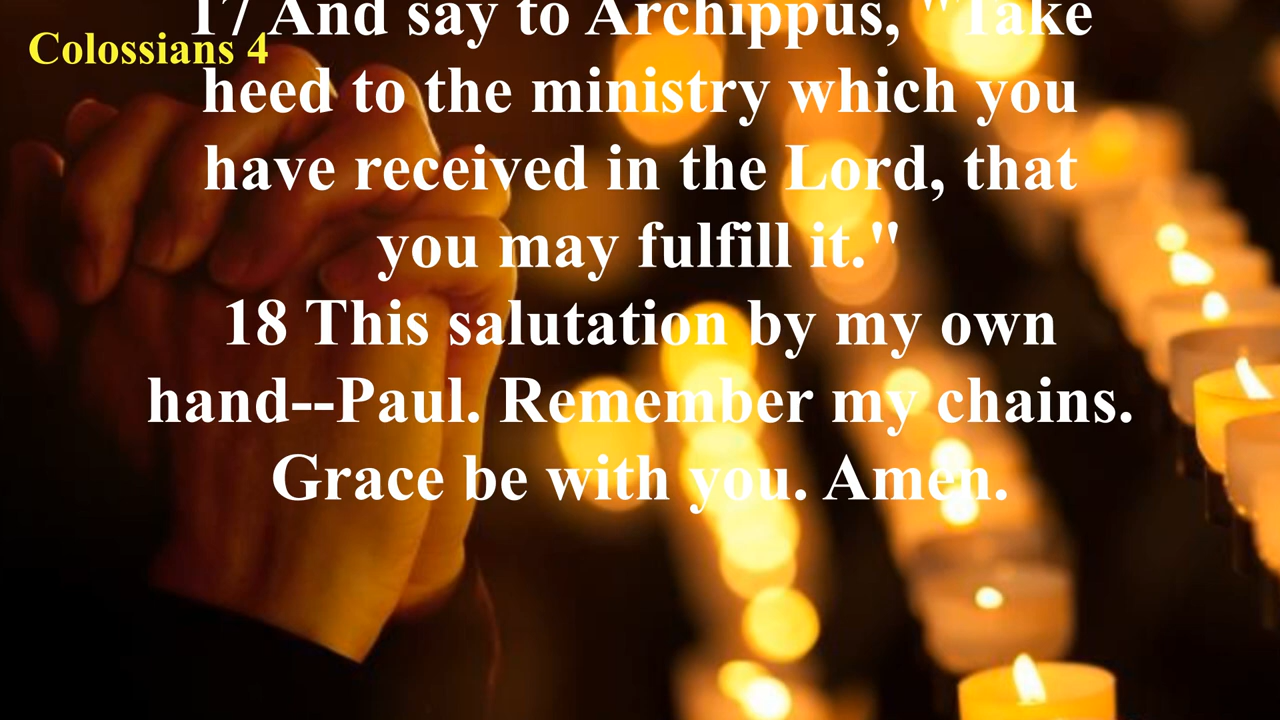 Colossians 4
17 And say to Archippus, "Take
heed to the ministry which you
have received in the Lord, that
you may fulfill it."
18 This salutation by my own
hand--Paul. Remember my chains.
Grace be with you. Amen.